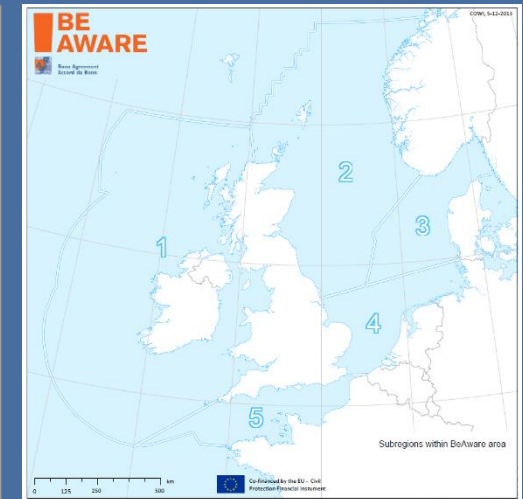 BE
AWARE
COWI, 5-12-2013
Bonn Agreement
Accord de Bonn
2
3
1
4
5
Subregions within BeAware area
km
0 125 250 500
Co-financed by the EU - Civil
Protection Financial Instrument